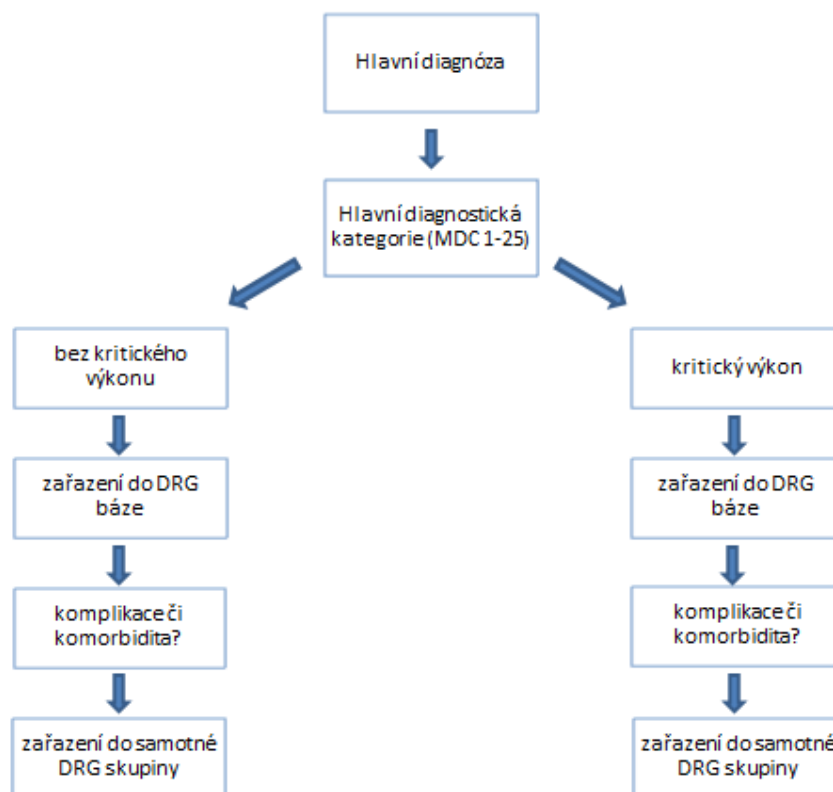 Hlavní diagnóza
Hlavní diagnostická
kategorie (MDC 1-25)
bez kritického
výkonu
kritický výkon
zařazení do DRG
báze
zařazení do DRG
báze
komplikace či
komorbidita?
komplikace či
komorbidita?
zařazení do samotné
DRG skupiny
zařazení do samotné
DRG skupiny